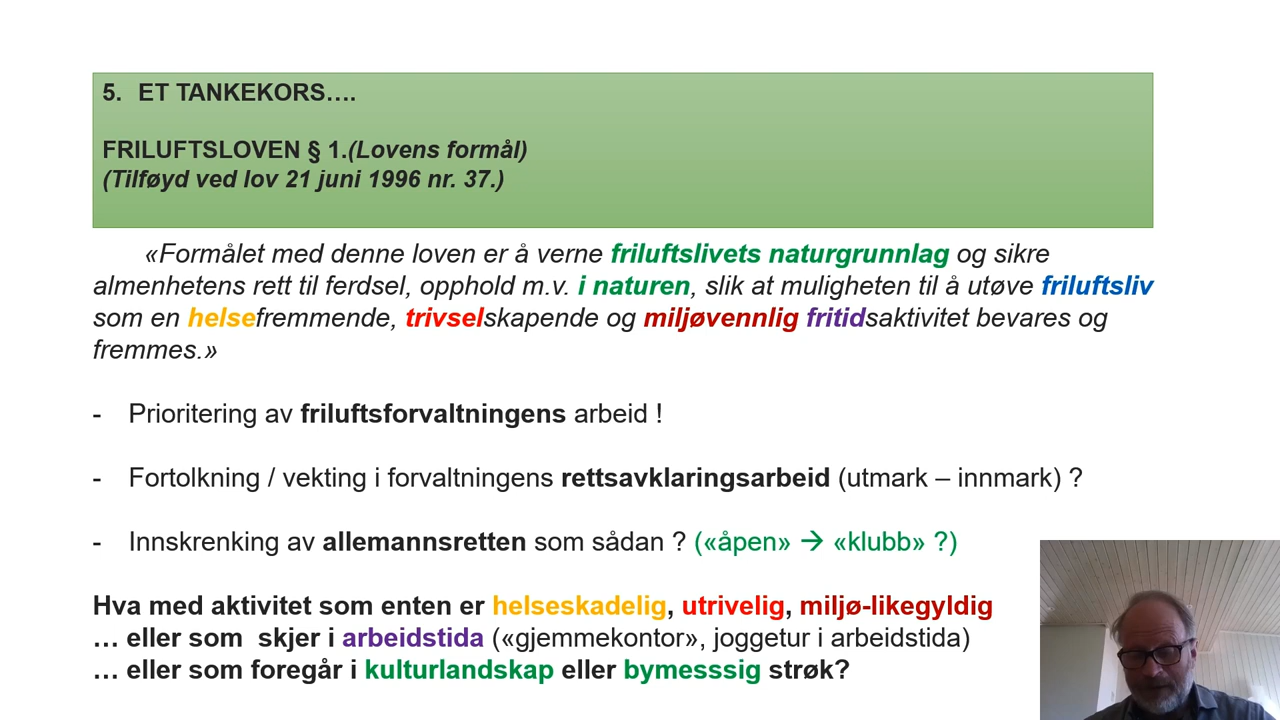 5. ET TANKEKORS….
FRILUFTSLOVEN § 1.(Lovens formål)
(Tilføyd ved lov 21 juni 1996 nr. 37.)
«Formålet med denne loven er å verne friluftslivets naturgrunnlag og sikre
almenhetens rett til ferdsel, opphold m.v. i naturen, slik at muligheten til å utøve friluftsliv
som en helsefremmende, trivselskapende og miljøvennlig fritidsaktivitet bevares og
fremmes.»
- Prioritering av friluftsforvaltningens arbeid !
- Fortolkning / vekting i forvaltningens rettsavklaringsarbeid (utmark – innmark) ?
- Innskrenking av allemannsretten som sådan ? («åpen» → «klubb» ?)
Hva med aktivitet som enten er helseskadelig, utrivelig, miljø-likegyldig
… eller som skjer i arbeidstida («gjemmekontor», joggetur i arbeidstida)
… eller som foregår i kulturlandskap eller bymesssig strøk?